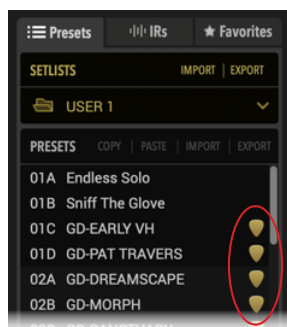 Presets IRs Favorites
SETLISTS IMPORT | EXPORT
USER 1
PRESETS COPY | PASTE | IMPORT | EXPORT
01A Endless Solo
01B Sniff The Glove
01C GD-EARLY VH
01D GD-PAT TRAVERS
02A GD-DREAMSCAPE
02B GD-MORPH